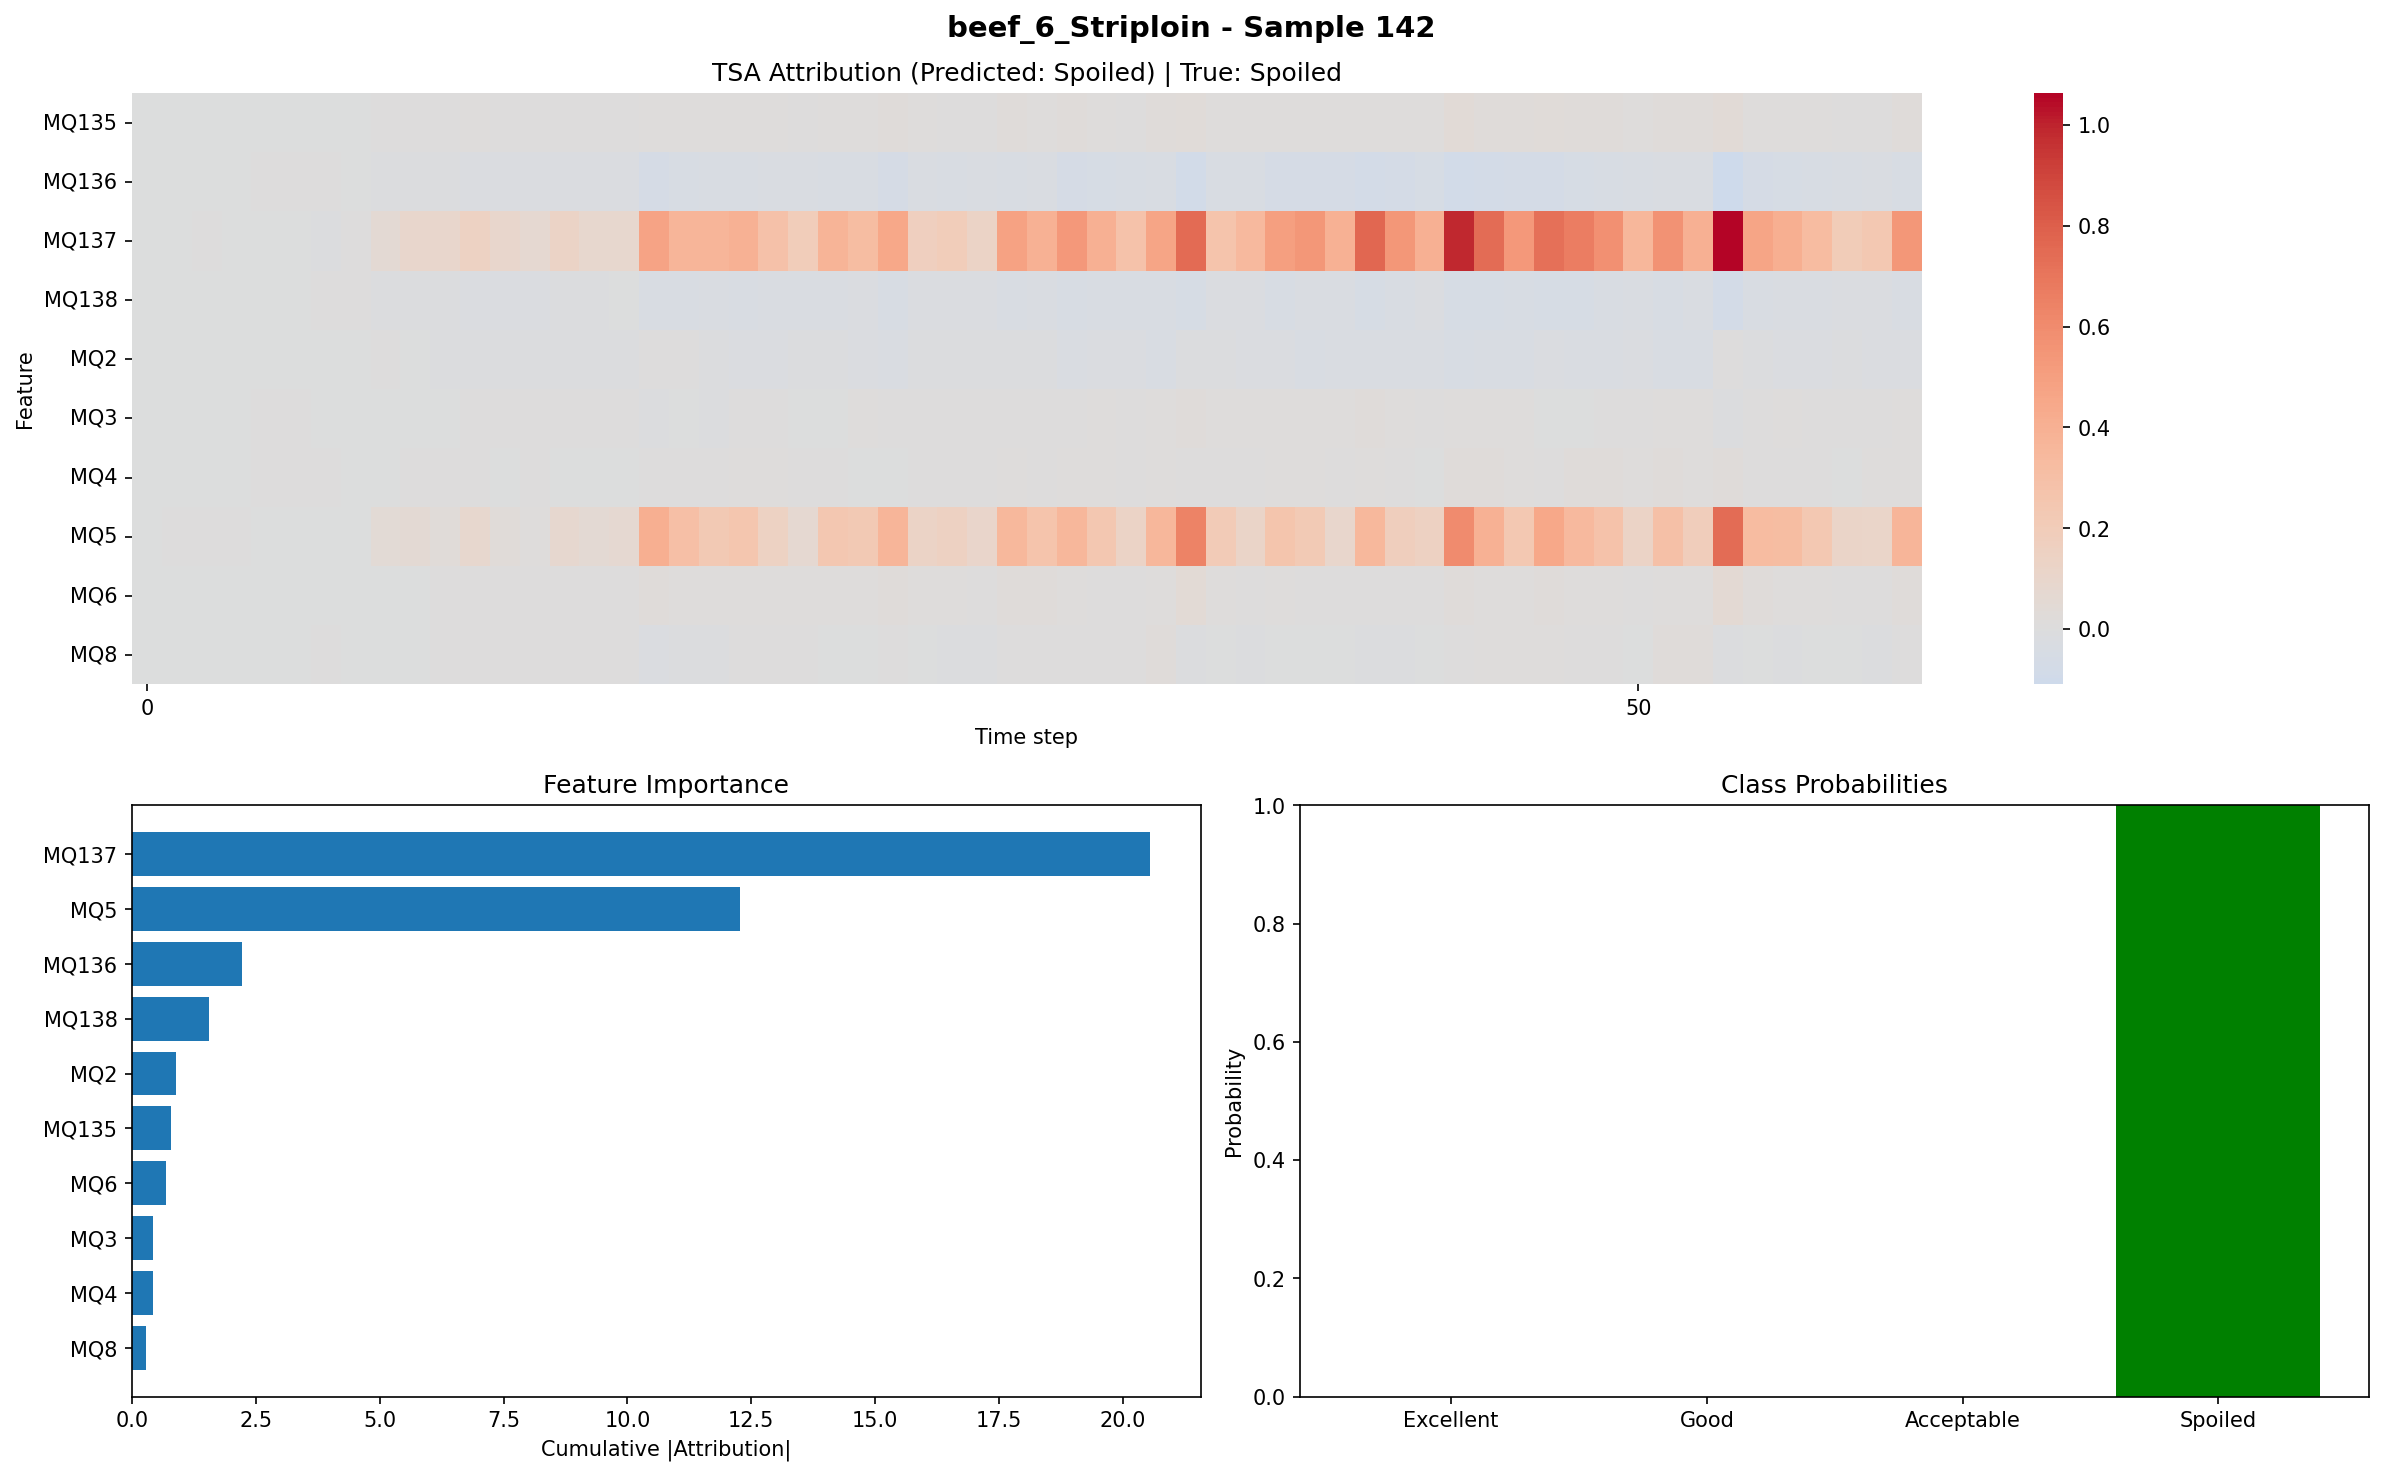 beef_6_Striploin - Sample 142
TSA Attribution (Predicted: Spoiled) | True: Spoiled
Feature
MQ135
MQ136
MQ137
MQ138
MQ2
MQ3
MQ4
MQ5
MQ6
MQ8
0
50
Time step
1.0
0.8
0.6
0.4
0.2
0.0
Feature Importance
MQ137
MQ5
MQ136
MQ138
MQ2
MQ135
MQ6
MQ3
MQ4
MQ8
0.0 2.5 5.0 7.5 10.0 12.5 15.0 17.5 20.0
Cumulative |Attribution|
Class Probabilities
Probability
1.0
0.8
0.6
0.4
0.2
0.0
Excellent Good Acceptable Spoiled